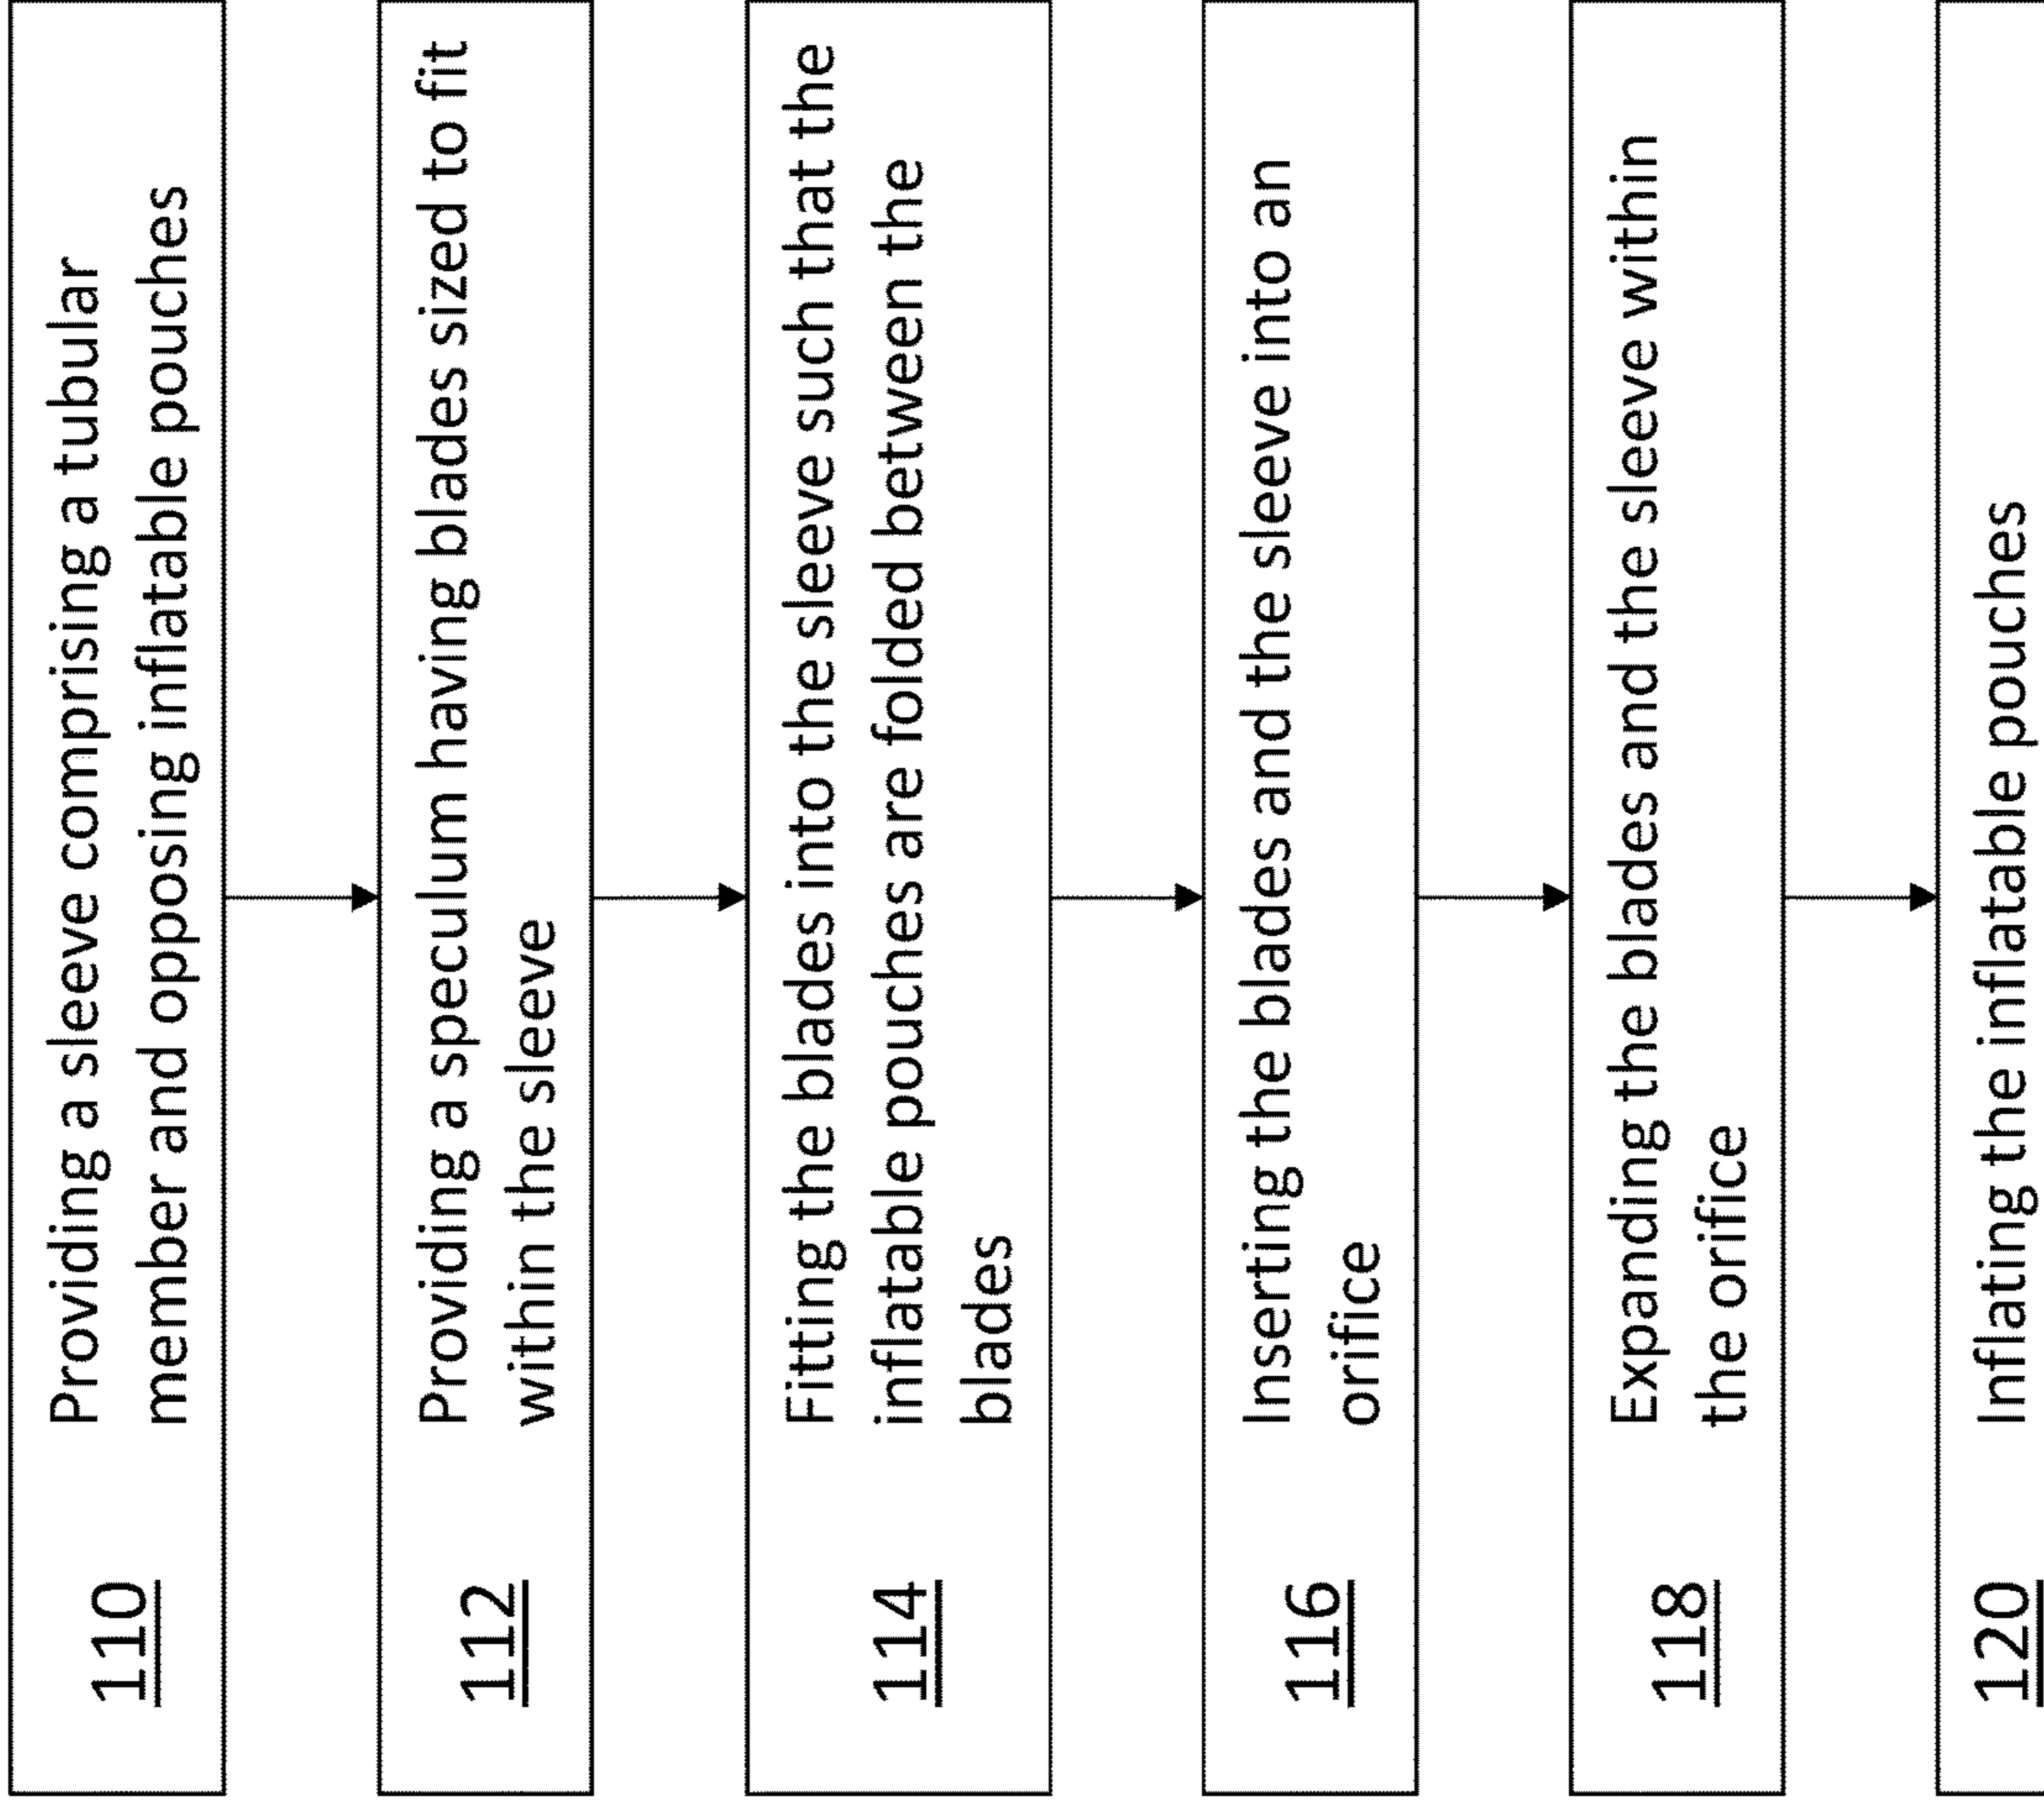 110
Providing a sleeve comprising a tubular
member and opposing inflatable pouches
112
Providing a speculum having blades sized to fit
within the sleeve
114
Fitting the blades into the sleeve such that the
inflatable pouches are folded between the
blades
116
Inserting the blades and the sleeve into an
orifice
118
Expanding the blades and the sleeve within
the orifice
120
Inflating the inflatable pouches